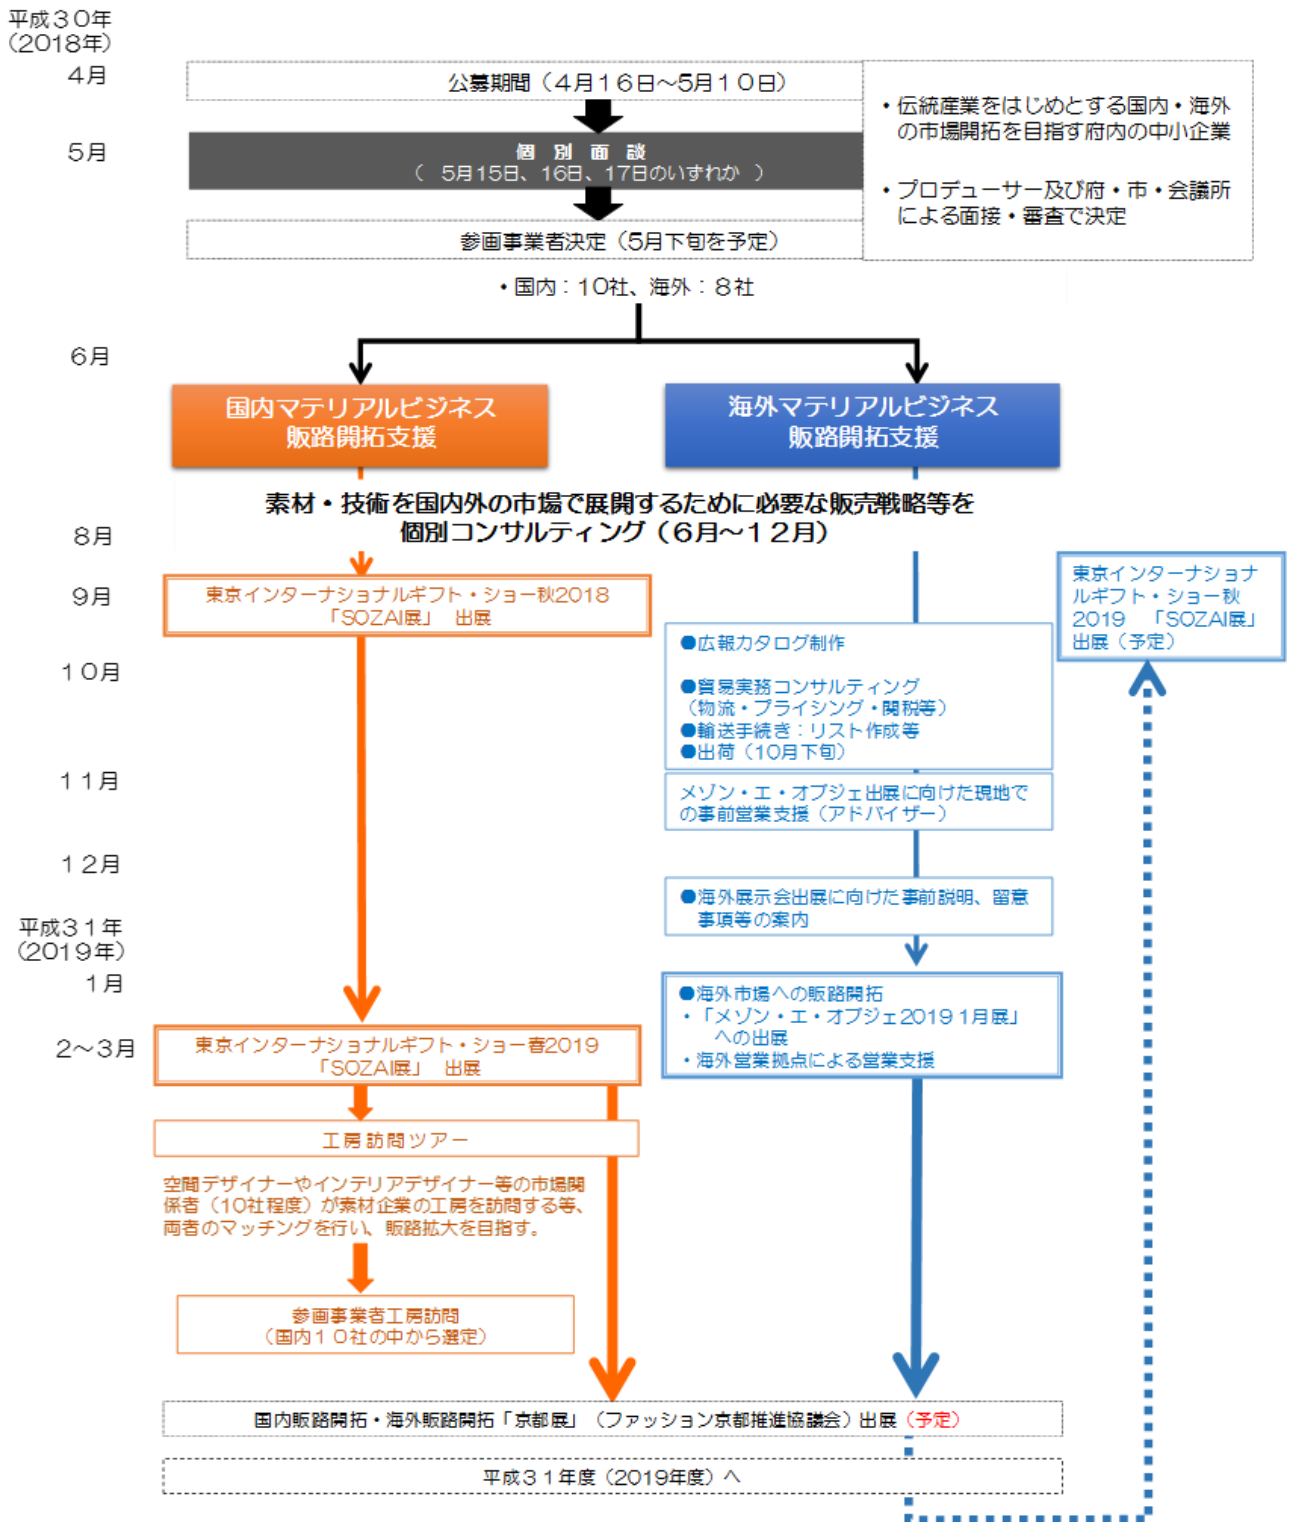 平成３０年
（2018年）
４月
公募期間（４月１６日～５月１０日）
・伝統産業をはじめとする国内・海外
の市場開拓を目指す府内の中小企業
・プロデューサー及び府・市・会議所
による面接・審査で決定
５月
個　別　面　談
（　５月15日、16日、17日のいずれか　）
参画事業者決定（５月下旬を予定）
・国内：10社、海外：８社
６月
国内マテリアルビジネス
販路開拓支援
海外マテリアルビジネス
販路開拓支援
素材・技術を国内外の市場で展開するために必要な販売戦略等を
個別コンサルティング（６月～１２月）
８月
９月
東京インターナショナルギフト・ショー秋2018
「SOZAI展」　出展
東京インターナショナ
ルギフト・ショー秋
2019　「SOZAI展」
出展（予定）
●広報カタログ制作
１０月
●貿易実務コンサルティング
（物流・プライシング・関税等）
●輸送手続き：リスト作成等
●出荷（10月下旬）
１１月
メゾン・エ・オブジェ出展に向けた現地で
の事前営業支援（アドバイザー）
１２月
●海外展示会出展に向けた事前説明、留意
事項等の案内
平成３１年
（2019年）
１月
●海外市場への販路開拓
・「メゾン・エ・オブジェ2019 1月展」
への出展
・海外営業拠点による営業支援
２～３月
東京インターナショナルギフト・ショー春2019
「SOZAI展」　出展
工房訪問ツアー
空間デザイナーやインテリアデザイナー等の市場関
係者（10社程度）が素材企業の工房を訪問する等、
両者のマッチングを行い、販路拡大を目指す。
参画事業者工房訪問
（国内１０社の中から選定）
国内販路開拓・海外販路開拓「京都展」（ファッション京都推進協議会）出展（予定）
平成３１年度（2019年度）へ